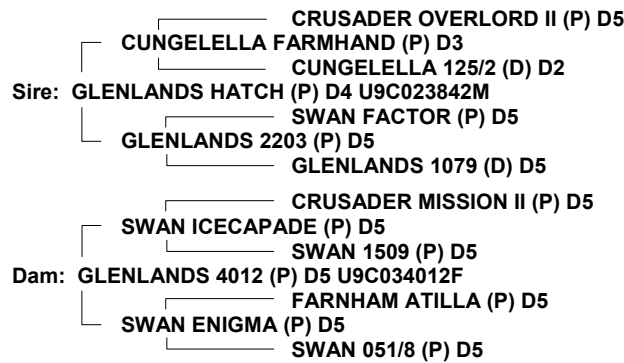 CRUSADER OVERLORD II (P) D5
CUNGELELLA FARMHAND (P) D3
CUNGELELLA 125/2 (D) D2
Sire: GLENLANDS HATCH (P) D4 U9C023842M
SWAN FACTOR (P) D5
GLENLANDS 2203 (P) D5
GLENLANDS 1079 (D) D5
CRUSADER MISSION II (P) D5
SWAN ICECAPADE (P) D5
SWAN 1509 (P) D5
Dam: GLENLANDS 4012 (P) D5 U9C034012F
FARNHAM ATILLA (P) D5
SWAN ENIGMA (P) D5
SWAN 051/8 (P) D5